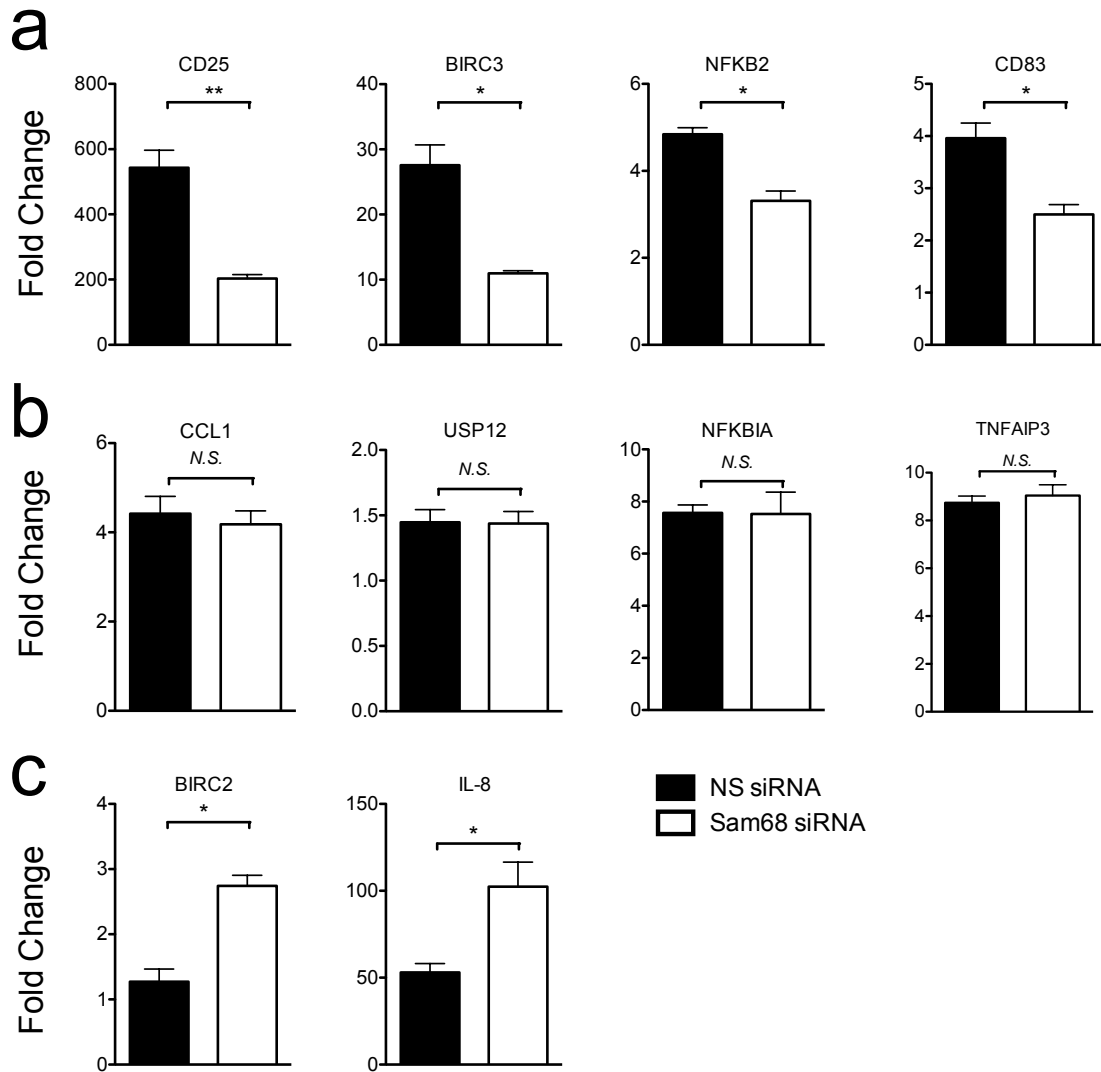 a
CD25
BIRC3
NFKB2
CD83
Fold Change
800
600
400
200
0
**
40
30
20
10
0
*
6
4
2
0
*
5
4
3
2
1
0
*
b
CCL1
USP12
NFKBIA
TNFAIP3
Fold Change
6
4
2
0
N.S.
2.0
1.5
1.0
0.5
0.0
N.S.
10
8
6
4
2
0
N.S.
10
8
6
4
2
0
N.S.
c
BIRC2
IL-8
Fold Change
4
3
2
1
0
*
150
100
50
0
*
NS siRNA
Sam68 siRNA